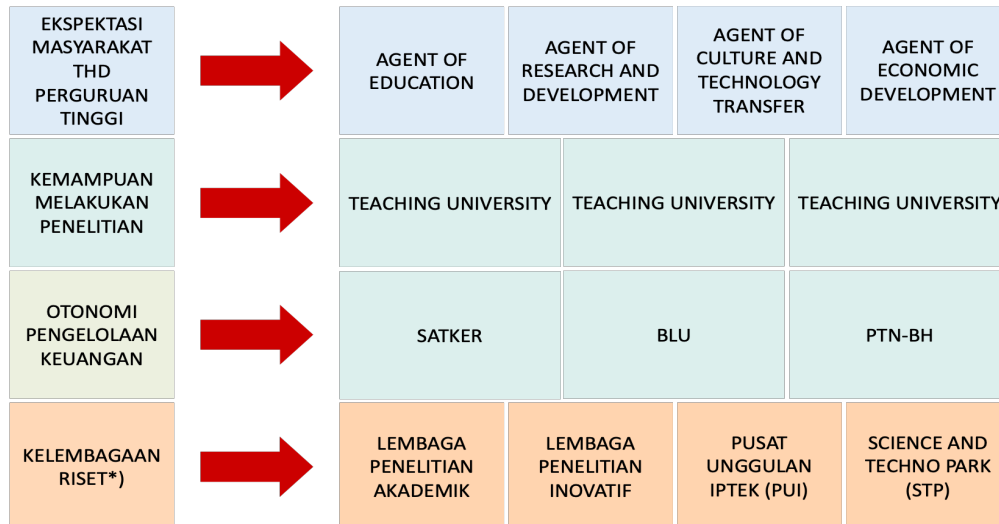 EKSPEKTASI
MASYARAKAT
THD
PERGURUAN
TINGGI
AGENT OF
EDUCATION
AGENT OF
RESEARCH AND
DEVELOPMENT
AGENT OF
CULTURE AND
TECHNOLOGY
TRANSFER
AGENT OF
ECONOMIC
DEVELOPMENT
KEMAMPUAN
MELAKUKAN
PENELITIAN
TEACHING UNIVERSITY
TEACHING UNIVERSITY
TEACHING UNIVERSITY
OTONOMI
PENGELOLAAN
KEUANGAN
SATKER
BLU
PTN-BH
KELEMBAGAAN
RISET*)
LEMBAGA
PENELITIAN
AKADEMIK
LEMBAGA
PENELITIAN
INOVATIF
PUSAT
UNGGULAN
IPTEK (PUI)
SCIENCE AND
TECHNO PARK
(STP)